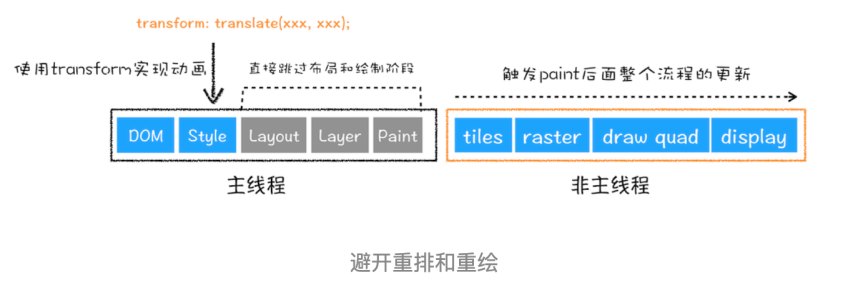 transform: translate(xxx, xxx);
使用transform实现动画
直接跳过布局和绘制阶段
触发paint后面整个流程的更新
DOM Style Layout Layer Paint
tiles raster draw quad display
主线程
非主线程
避开重排和重绘